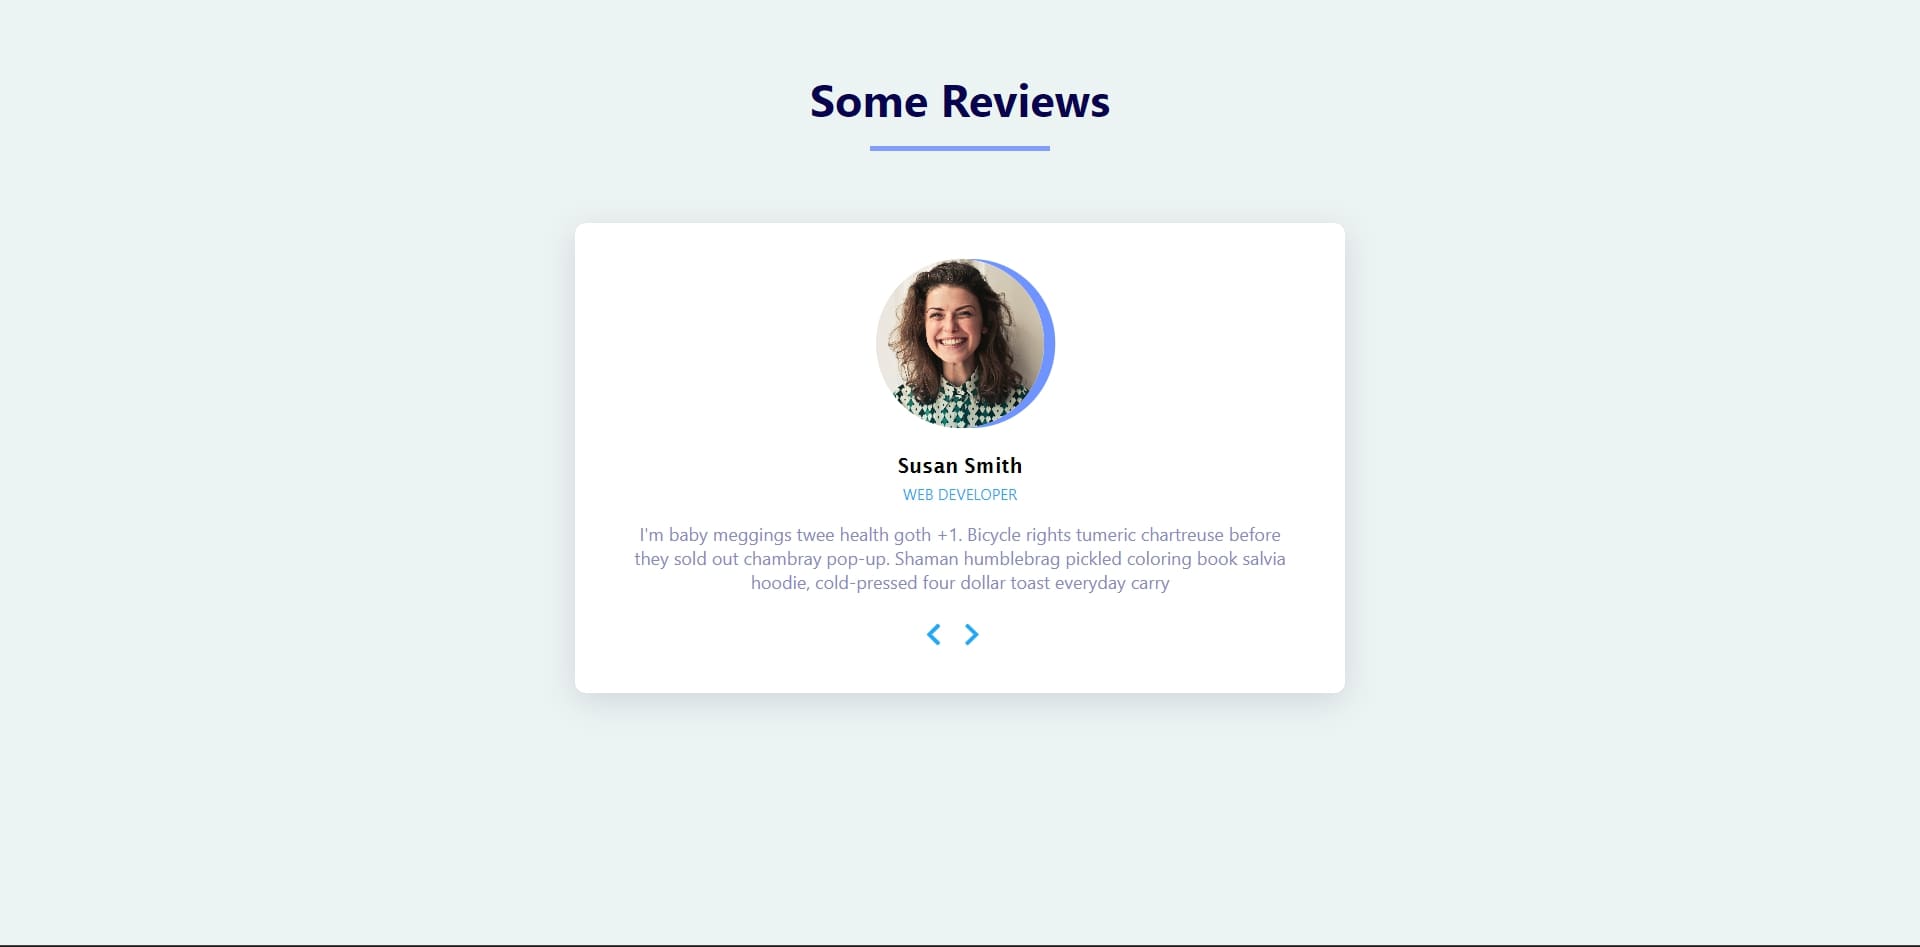 Some Reviews
Susan Smith
WEB DEVELOPER
I'm baby meggings twee health goth +1. Bicycle rights tumeric chartreuse before
they sold out chambray pop-up. Shaman humblebrag pickled coloring book salvia
hoodie, cold-pressed four dollar toast everyday carry